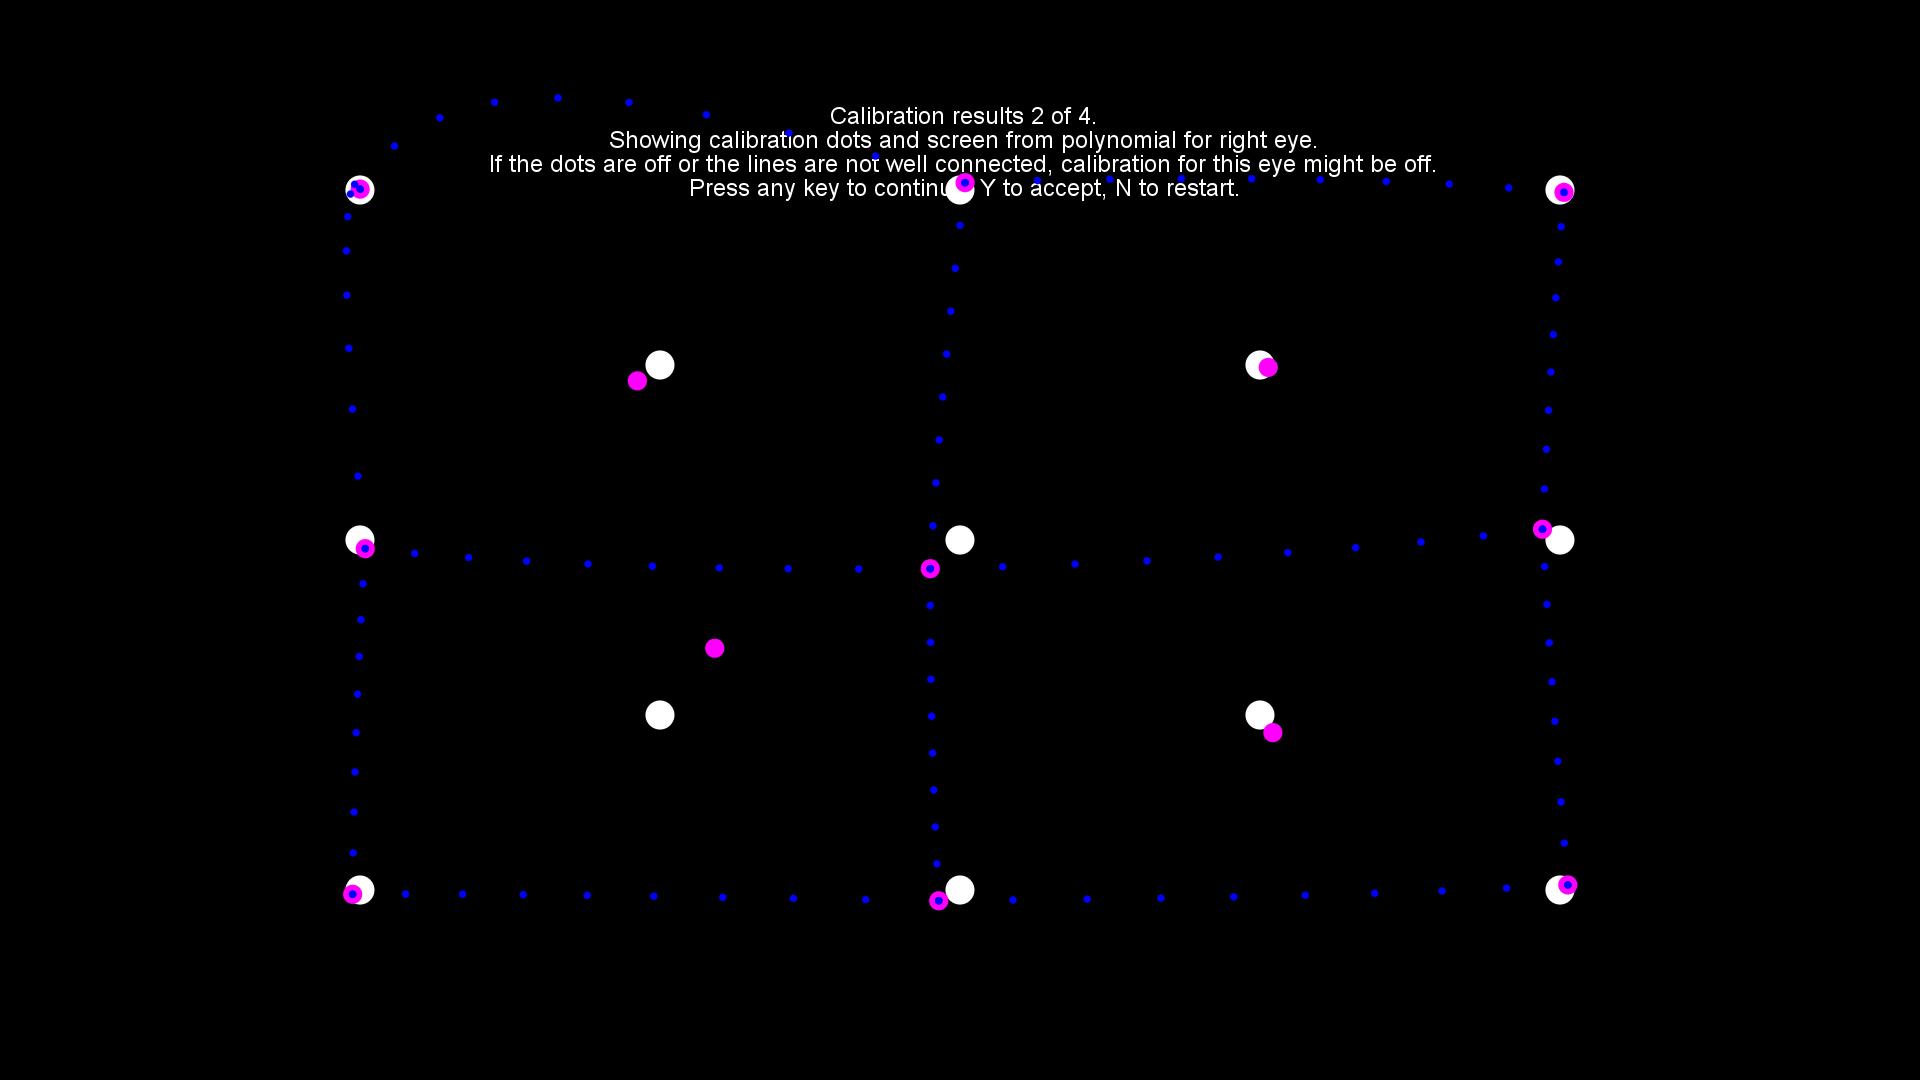 Calibration results 2 of 4.
Showing calibration dots and screen from polynomial for right eye.
If the dots are off or the lines are not well connected, calibration for this eye might be off.
Press any key to continu Y to accept, N to restart.